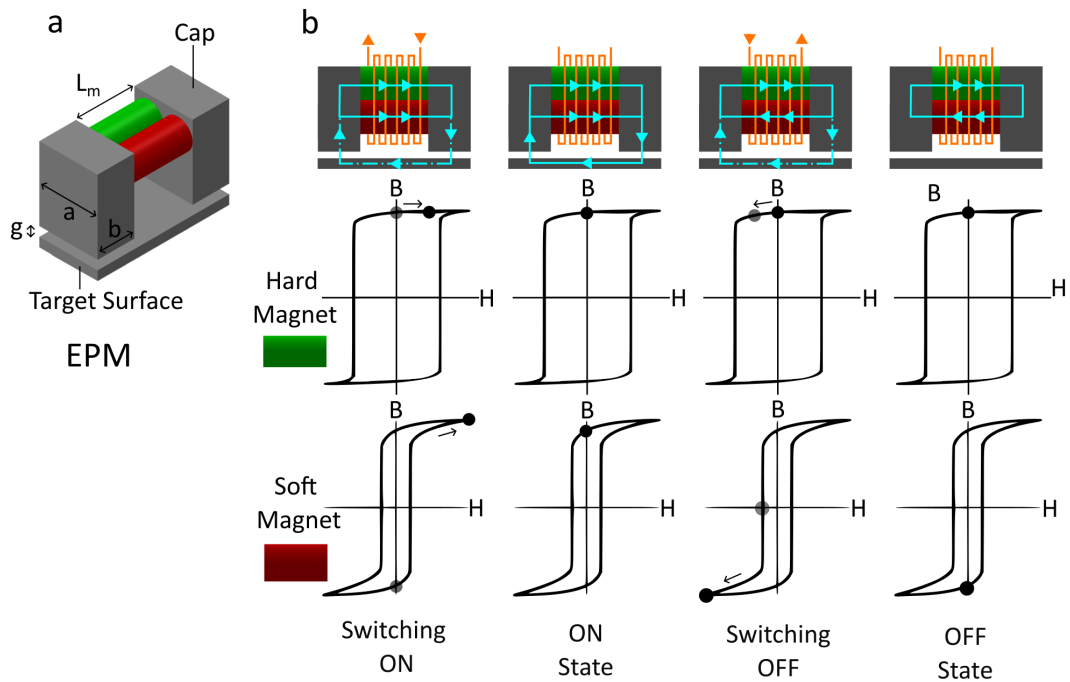 a
Cap
Lm
a
b
g
Target Surface
EPM
b
B
B
B
B
Hard
Magnet
H
H
H
H
B
B
B
B
Soft
Magnet
H
H
H
H
Switching
ON
ON
State
Switching
OFF
OFF
State